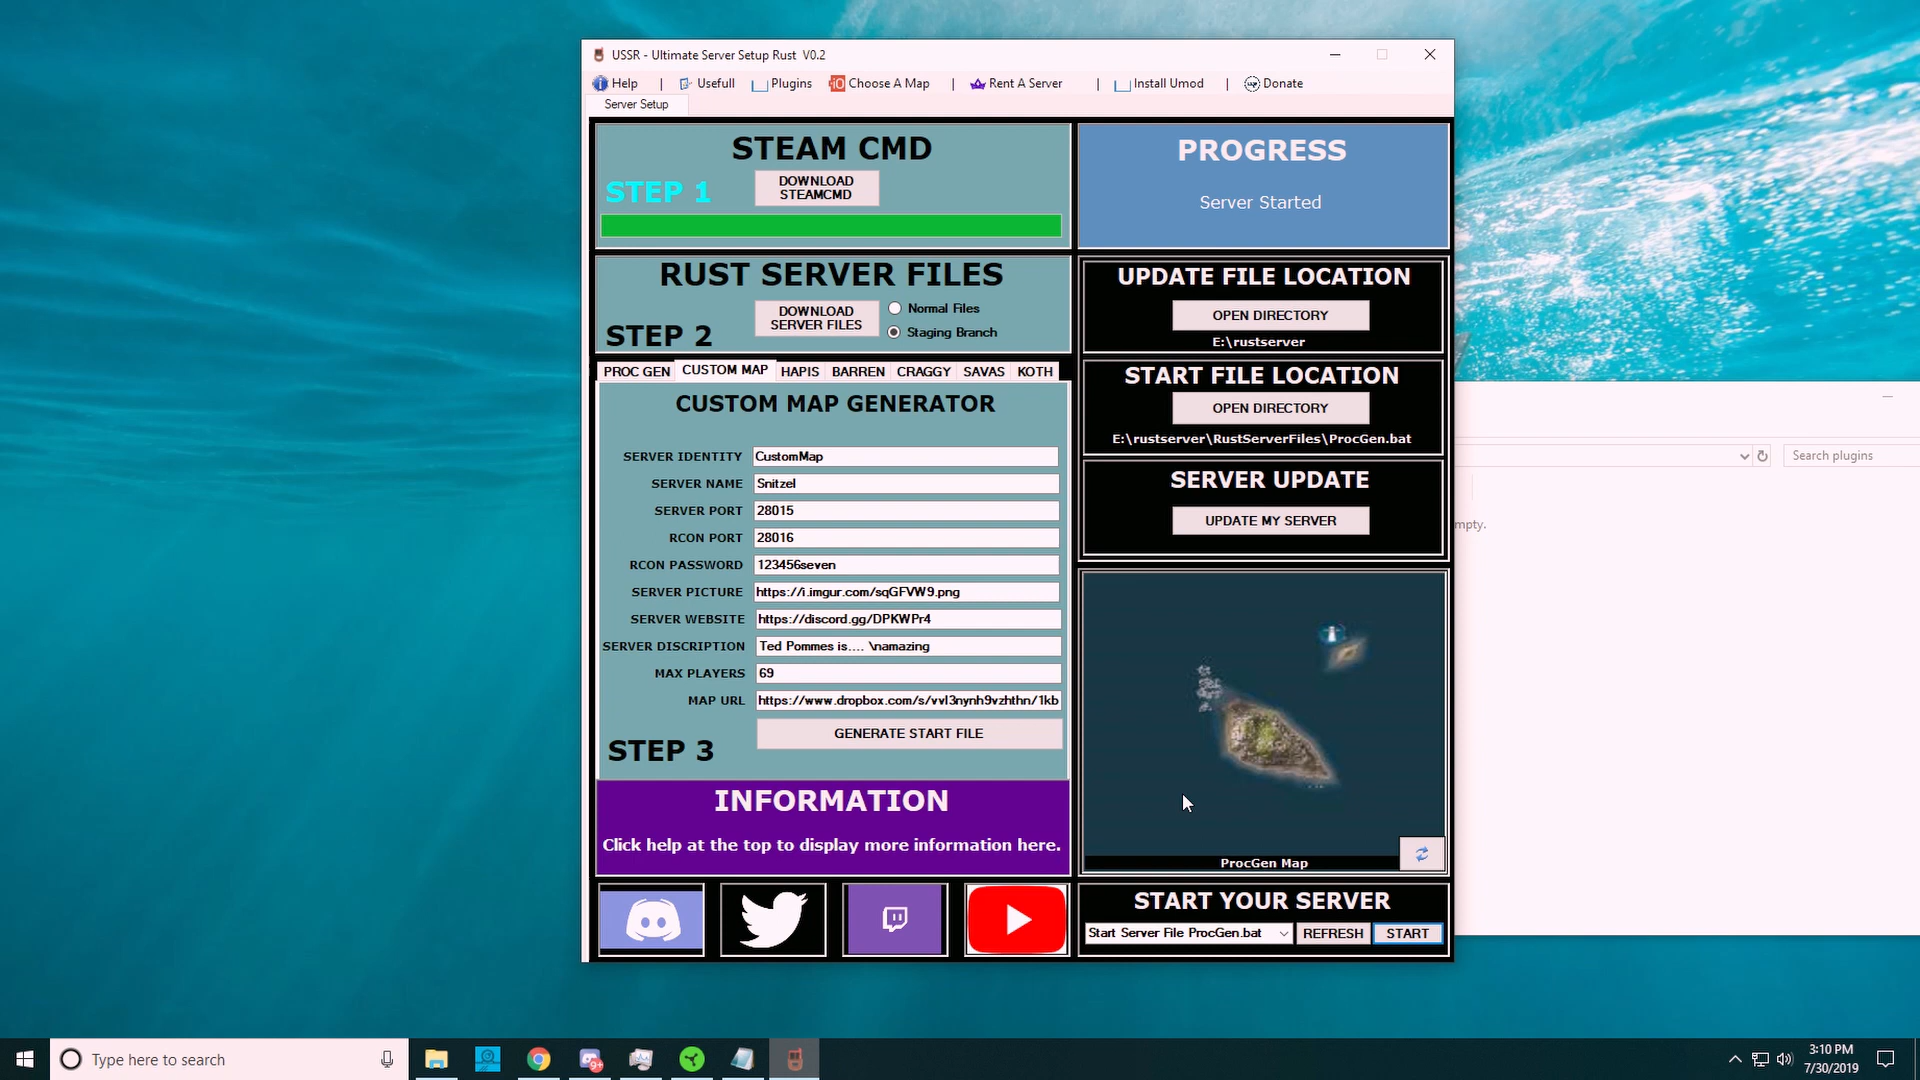 USSR - Ultimate Server Setup Rust V0.2
Help | Usefull Plugins Choose A Map | Rent A Server | Install Umod | Donate
Server Setup
STEAM CMD
STEP 1
DOWNLOAD
STEAMCMD
PROGRESS
Server Started
RUST SERVER FILES
STEP 2
DOWNLOAD
SERVER FILES
Normal Files
Staging Branch
UPDATE FILE LOCATION
OPEN DIRECTORY
E:\rustserver
START FILE LOCATION
OPEN DIRECTORY
E:\rustserver\RustServerFiles\ProcGen.bat
SERVER UPDATE
UPDATE MY SERVER
PROC GEN CUSTOM MAP HAPIS BARREN CRAGGY SAVAS KOTH
CUSTOM MAP GENERATOR
SERVER IDENTITY CustomMap
SERVER NAME Snitzel
SERVER PORT 28015
RCON PORT 28016
RCON PASSWORD 123456seven
SERVER PICTURE https://i.imgur.com/sqGFVW9.png
SERVER WEBSITE https://discord.gg/DPKWPr4
SERVER DISCRIPTION Ted Pommes is.... \namazing
MAX PLAYERS 69
MAP URL https://www.dropbox.com/s/vvl3nynh9vzhthn/1kb
STEP 3
GENERATE START FILE
INFORMATION
Click help at the top to display more information here.
ProcGen Map
START YOUR SERVER
Start Server File ProcGen.bat REFRESH START
Search plugins
mpty.
Type here to search
9+
3:10 PM
7/30/2019